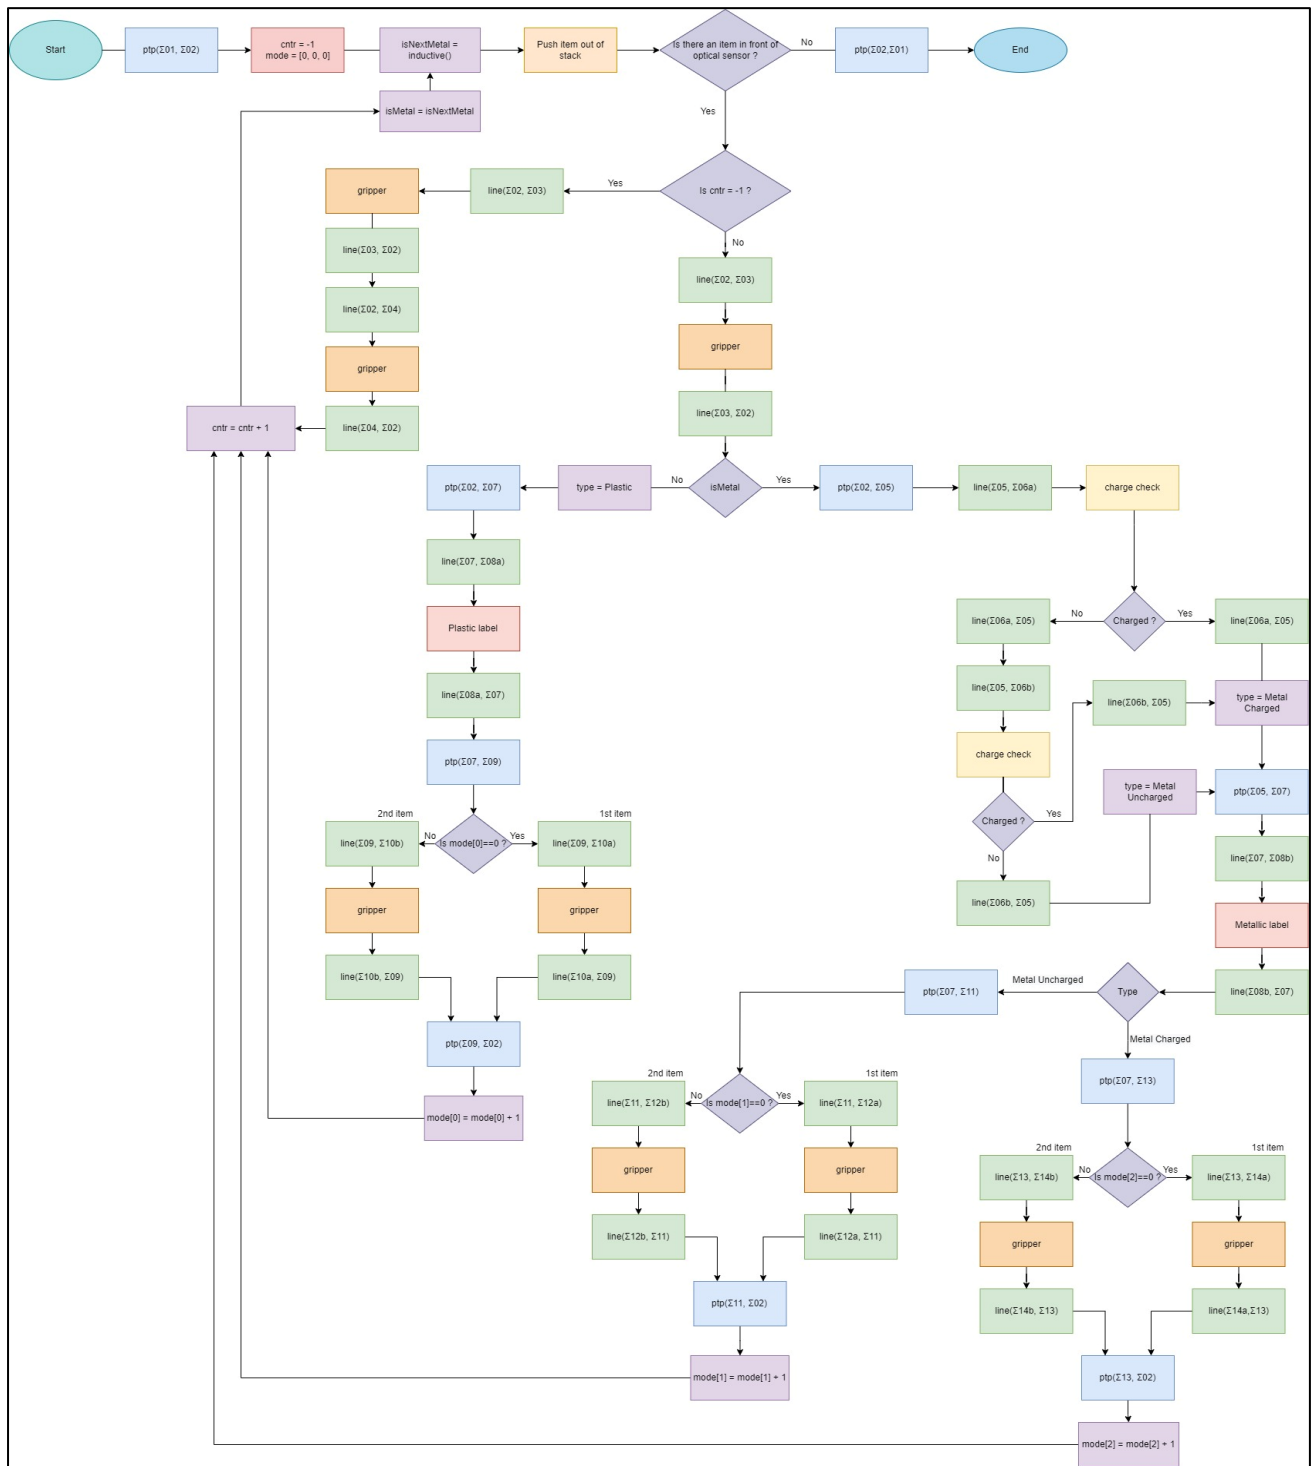 Start
ptp(Σ01, Σ02)
cntr = -1
mode = [0, 0, 0]
isNextMetal =
inductive()
Push item out of
stack
Is there an item in front of
optical sensor ?
No
ptp(Σ02,Σ01)
End
isMetal = isNextMetal
Yes
gripper
line(Σ02, Σ03)
Yes
Is cntr = -1 ?
No
line(Σ03, Σ02)
line(Σ02, Σ03)
line(Σ02, Σ04)
gripper
gripper
cntr = cntr + 1
line(Σ04, Σ02)
line(Σ03, Σ02)
ptp(Σ02, Σ07)
type = Plastic
No
isMetal
Yes
ptp(Σ02, Σ05)
line(Σ05, Σ06a)
charge check
line(Σ07, Σ08a)
Plastic label
line(Σ06a, Σ05)
No
Charged ?
Yes
line(Σ06a, Σ05)
line(Σ08a, Σ07)
line(Σ05, Σ06b)
line(Σ06b, Σ05)
type = Metal
Charged
ptp(Σ07, Σ09)
charge check
type = Metal
Uncharged
ptp(Σ05, Σ07)
2nd item
1st item
line(Σ09, Σ10b)
No
Is mode[0]==0 ?
Yes
line(Σ09, Σ10a)
Charged ?
Yes
No
line(Σ07, Σ08b)
gripper
gripper
line(Σ06b, Σ05)
Metallic label
line(Σ10b, Σ09)
line(Σ10a, Σ09)
ptp(Σ07, Σ11)
Metal Uncharged
Type
line(Σ08b, Σ07)
ptp(Σ09, Σ02)
Metal Charged
ptp(Σ07, Σ13)
mode[0] = mode[0] + 1
2nd item
1st item
line(Σ11, Σ12b)
No
Is mode[1]==0 ?
Yes
line(Σ11, Σ12a)
2nd item
1st item
gripper
gripper
line(Σ13, Σ14b)
No
Is mode[2]==0 ?
Yes
line(Σ13, Σ14a)
line(Σ12b, Σ11)
line(Σ12a, Σ11)
gripper
gripper
ptp(Σ11, Σ02)
line(Σ14b, Σ13)
line(Σ14a,Σ13)
mode[1] = mode[1] + 1
ptp(Σ13, Σ02)
mode[2] = mode[2] + 1